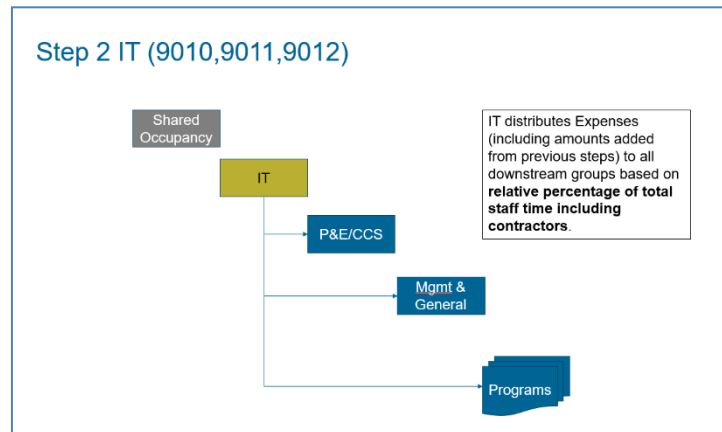 Step 2 IT (9010,9011,9012)
Shared
Occupancy
IT
P&E/CCS
Mgmt &
General
Programs
IT distributes Expenses
(including amounts added
from previous steps) to all
downstream groups based on
relative percentage of total
staff time including
contractors.